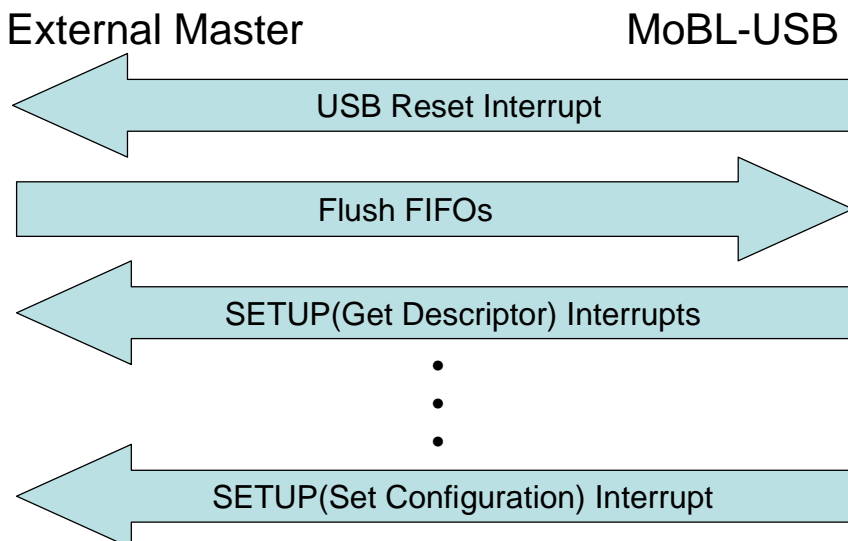 External Master MoBL-USB
USB Reset Interrupt
Flush FIFOs
SETUP(Get Descriptor) Interrupts
SETUP(Set Configuration) Interrupt